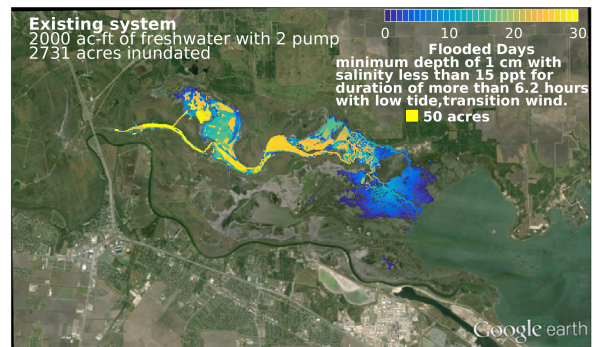 Existing system
2000 ac-ft of freshwater with 2 pump
2731 acres inundated
0 10 20 30
Flooded Days
minimum depth of 1 cm with
salinity less than 15 ppt for
duration of more than 6.2 hours
with low tide,transition wind.
50 acres
Google earth